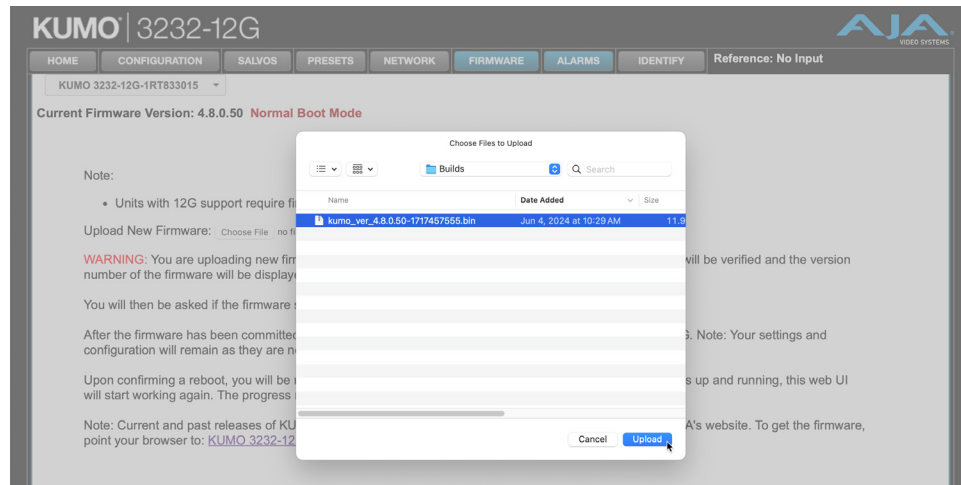 KUMO 3232-12G
AJA
VIDEO SYSTEMS
HOME CONFIGURATION SALVOS PRESETS NETWORK FIRMWARE ALARMS IDENTIFY Reference: No Input
KUMO 3232-12G-1RT833015
Current Firmware Version: 4.8.0.50 Normal Boot Mode
Choose Files to Upload
Builds
Search
Name Date Added Size
kumo_ver_4.8.0.50-1717457555.bin Jun 4, 2024 at 10:29 AM 11.9
Note:
• Units with 12G support require
Upload New Firmware: Choose File no
WARNING: You are uploading new will be verified and the version
number of the firmware will be
You will then be asked if the firmware
After the firmware has been Note: Your settings and
configuration will remain as they are
Upon confirming a reboot, you will be up and running, this web UI
will start working again. The progress
Note: Current and past releases of AJA's website. To get the firmware,
point your browser to: KUMO 3232-12
Cancel Upload